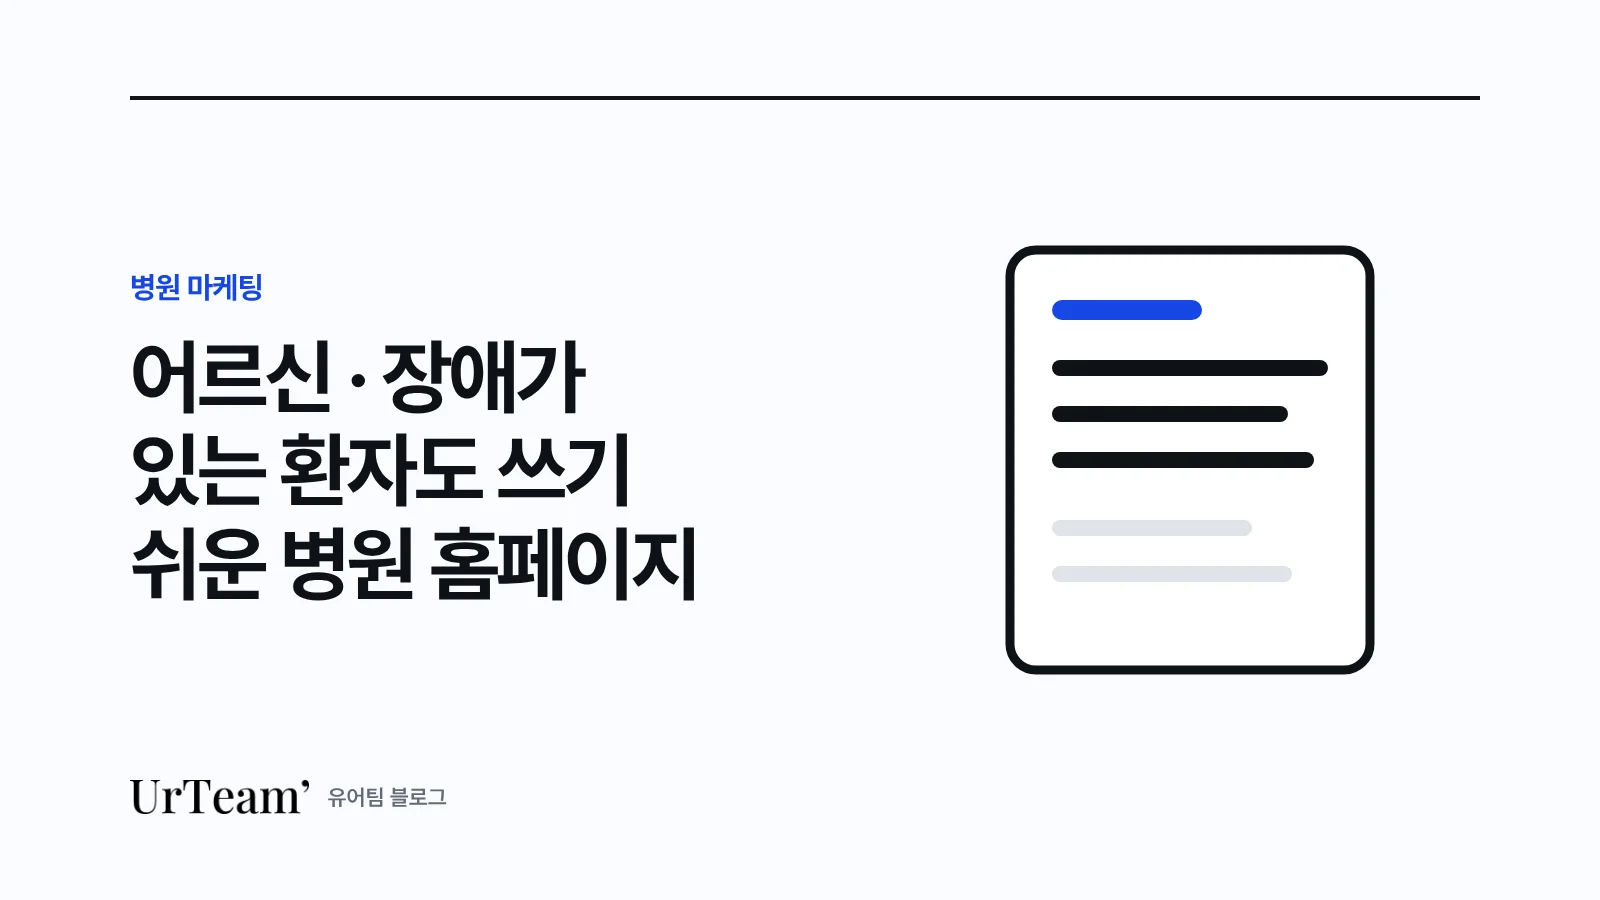 병원 마케팅
어르신 · 장애가
있는 환자도 쓰기
쉬운 병원 홈페이지
UrTeam’ 유어팀 블로그